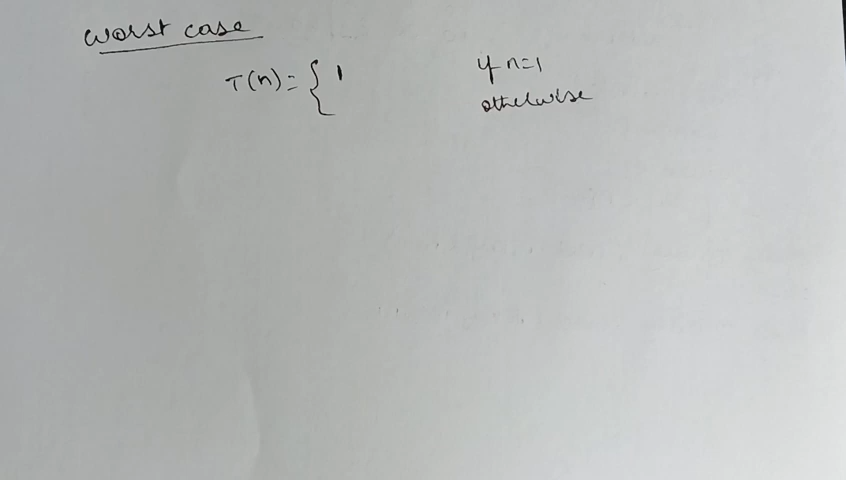 worst case
T(n) = { 1 if n=1
otherwise